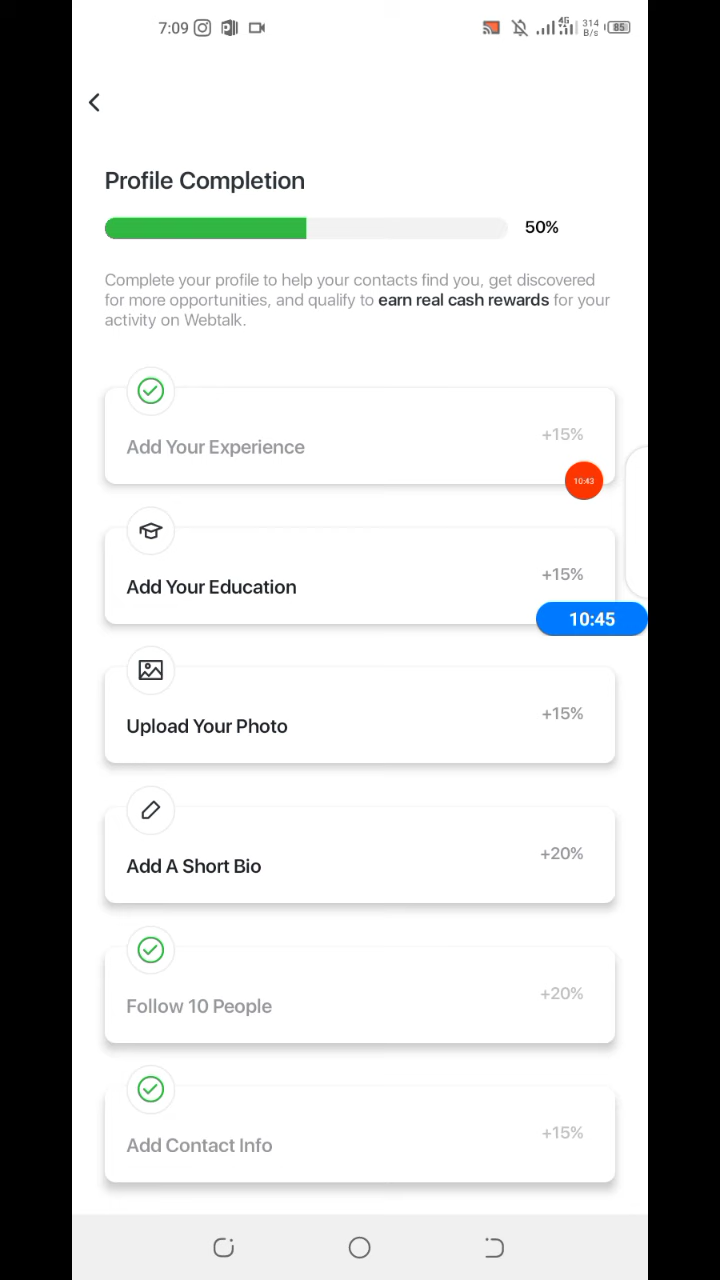 7:09
4G
314
B/s
85
Profile Completion
50%
Complete your profile to help your contacts find you, get discovered
for more opportunities, and qualify to earn real cash rewards for your
activity on Webtalk.
Add Your Experience
+15%
10:43
Add Your Education
+15%
10:45
Upload Your Photo
+15%
Add A Short Bio
+20%
Follow 10 People
+20%
Add Contact Info
+15%